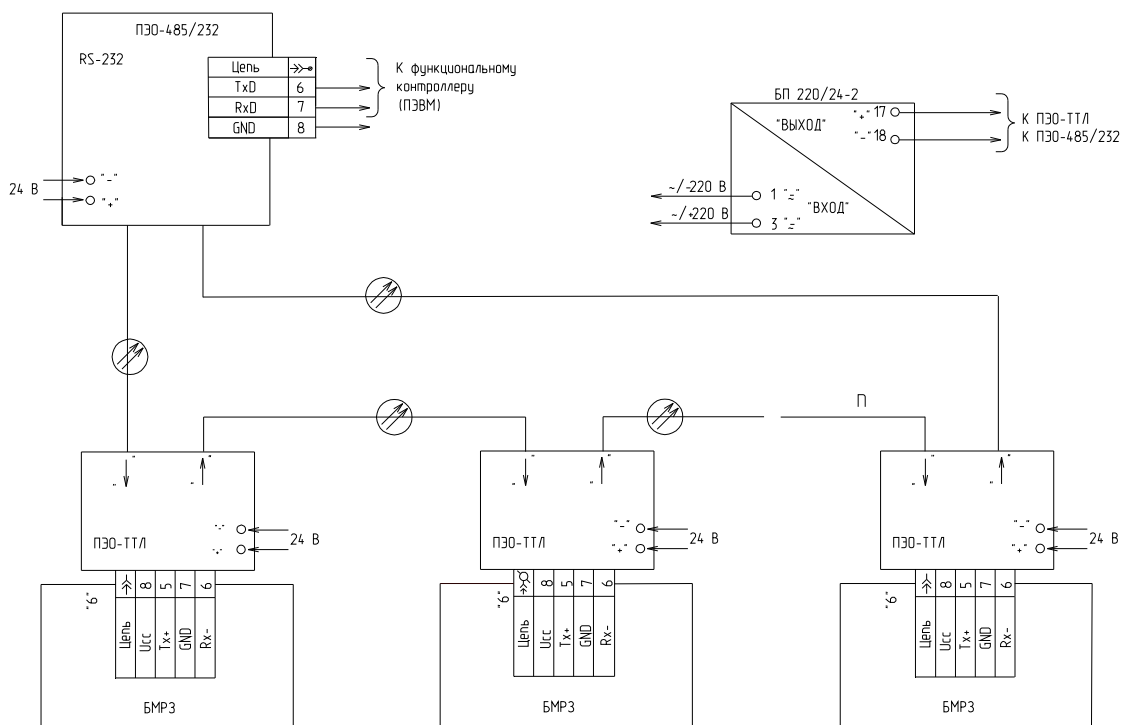 ПЭО-485/232
RS-232
Цепь
TxD 6
RxD 7
GND 8
К функциональному
контроллеру
(ПЭВМ)
24 В
"-"
"+"
БП 220/24-2
"ВЫХОД"
"+" 17
"-" 18
К ПЭО-ТТЛ
К ПЭО-485/232
~/-220 В
1 "≂"
"ВХОД"
~/+220 В
3 "≂"
П
ПЭО-ТТЛ
"-"
24 В
"6"
Цепь
8 Ucc
5 Tx+
7 GND
6 Rx-
БМРЗ
ПЭО-ТТЛ
"-"
"+"
24 В
"6"
Цепь
8 Ucc
5 Tx+
7 GND
6 Rx-
БМРЗ
ПЭО-ТТЛ
"-"
"+"
24 В
"6"
Цепь
8 Ucc
5 Tx+
7 GND
6 Rx-
БМРЗ